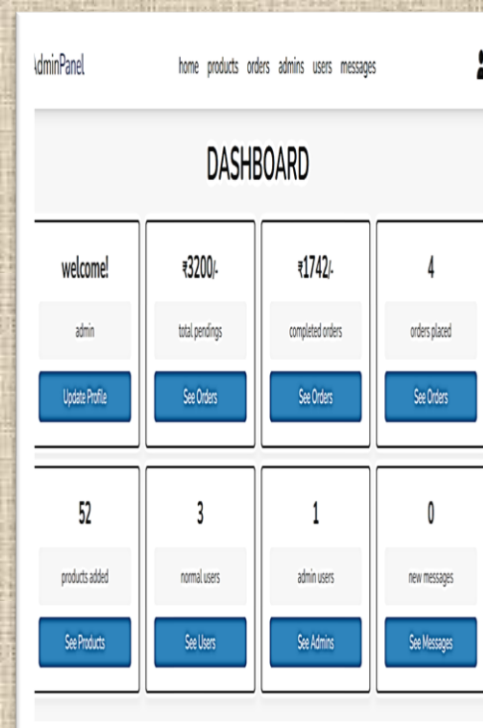 AdminPanel home products orders admins users messages
DASHBOARD
welcome! ₹3200/- ₹1742/- 4
admin total pendings completed orders orders placed
Update Profile See Orders See Orders See Orders
52 3 1 0
products added normal users admin users new messages
See Products See Users See Admins See Messages